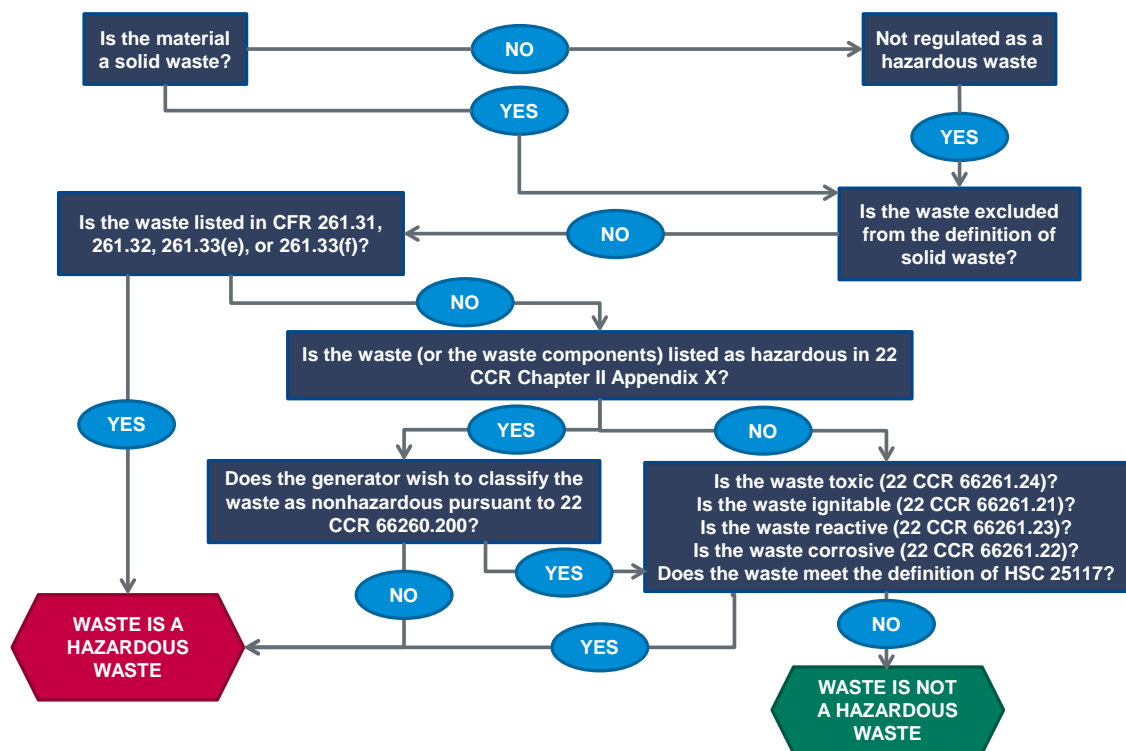 Is the material
a solid waste?
NO
Not regulated as a
hazardous waste
YES
YES
Is the waste listed in CFR 261.31,
261.32, 261.33(e), or 261.33(f)?
NO
Is the waste excluded
from the definition of
solid waste?
NO
Is the waste (or the waste components) listed as hazardous in 22
CCR Chapter II Appendix X?
YES
YES
NO
Does the generator wish to classify the
waste as nonhazardous pursuant to 22
CCR 66260.200?
Is the waste toxic (22 CCR 66261.24)?
Is the waste ignitable (22 CCR 66261.21)?
Is the waste reactive (22 CCR 66261.23)?
Is the waste corrosive (22 CCR 66261.22)?
Does the waste meet the definition of HSC 25117?
NO
YES
WASTE IS A
HAZARDOUS
WASTE
YES
NO
WASTE IS NOT
A HAZARDOUS
WASTE